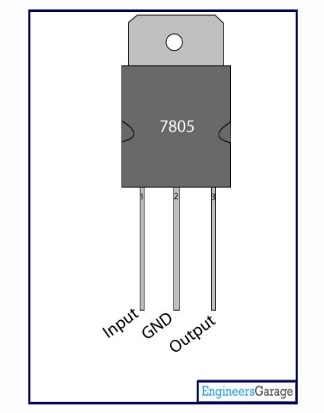 7805
1 2 3
Input GND Output
EngineersGarage